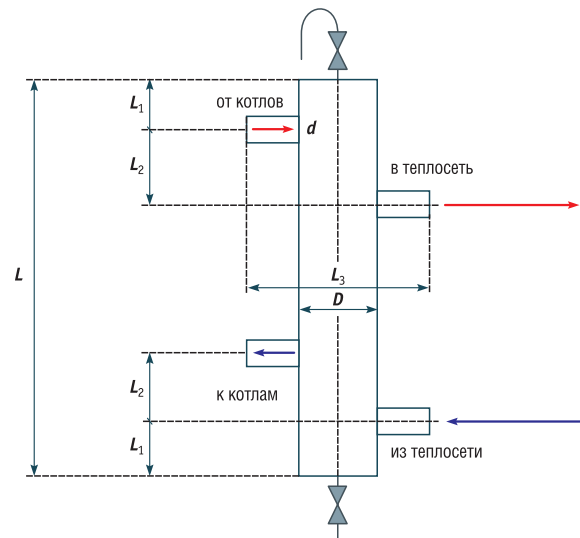 L₁
от котлов
d
L₂
в теплосеть
L
L₃
D
L₂
к котлам
L₁
из теплосети